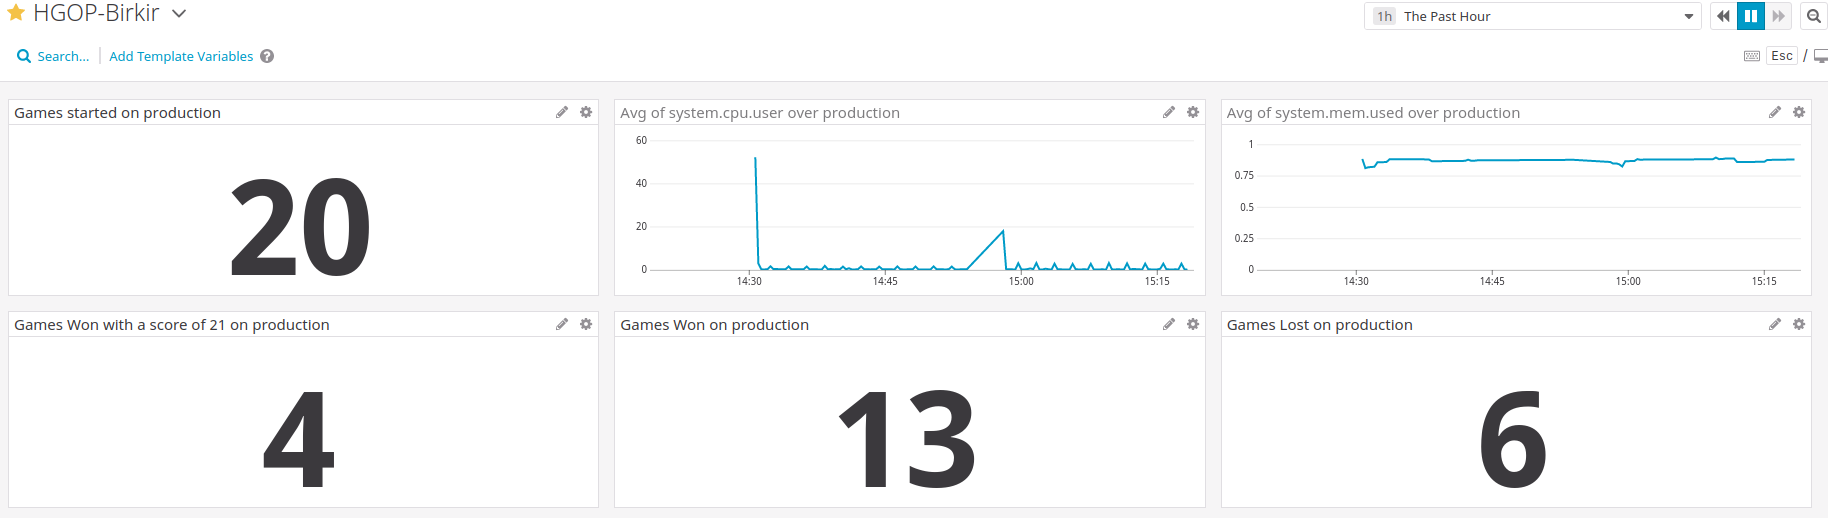 HGOP-Birkir
1h The Past Hour
Search... Add Template Variables ?
Esc /
Games started on production
20
Avg of system.cpu.user over production
60
40
20
0
14:30 14:45 15:00 15:15
Avg of system.mem.used over production
1
0.75
0.5
0.25
0
14:30 14:45 15:00 15:15
Games Won with a score of 21 on production
4
Games Won on production
13
Games Lost on production
6